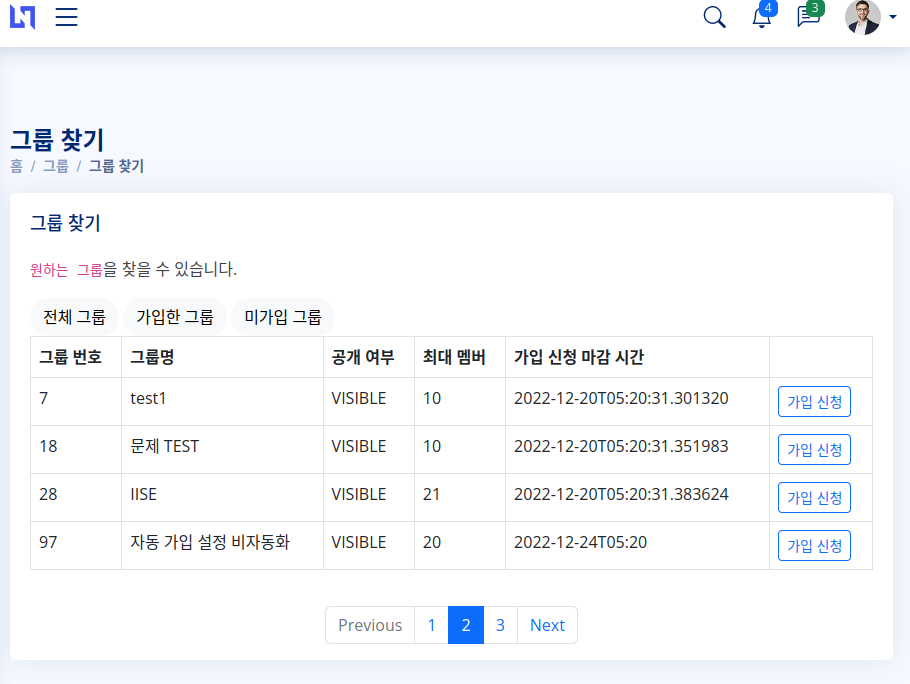 4
3
그룹 찾기
홈 / 그룹 / 그룹 찾기
그룹 찾기
원하는 그룹을 찾을 수 있습니다.
전체 그룹 가입한 그룹 미가입 그룹
그룹 번호 그룹명 공개 여부 최대 멤버 가입 신청 마감 시간
7 test1 VISIBLE 10 2022-12-20T05:20:31.301320 가입 신청
18 문제 TEST VISIBLE 10 2022-12-20T05:20:31.351983 가입 신청
28 IISE VISIBLE 21 2022-12-20T05:20:31.383624 가입 신청
97 자동 가입 설정 비자동화 VISIBLE 20 2022-12-24T05:20 가입 신청
Previous 1 2 3 Next